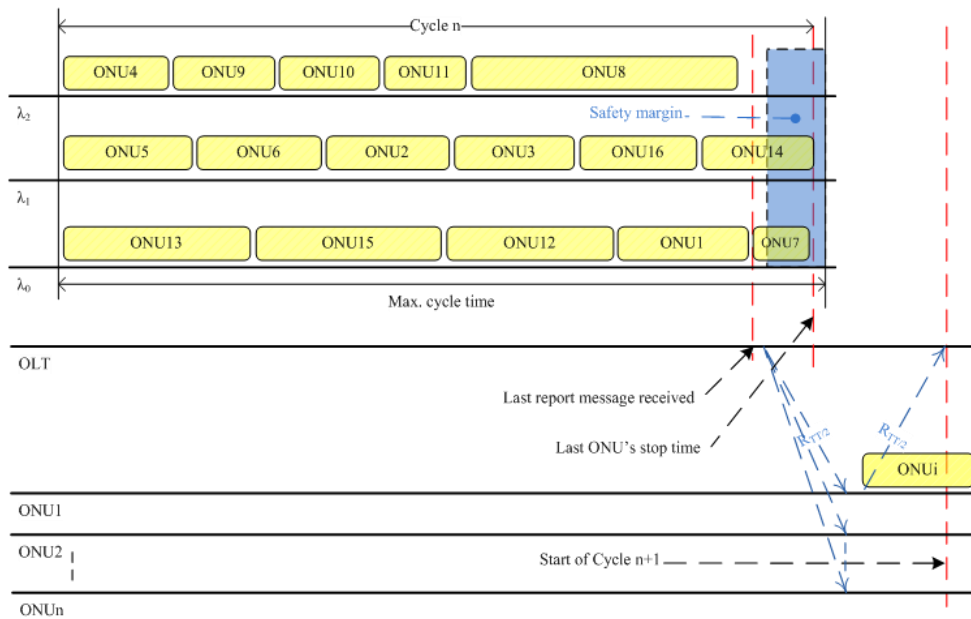 Cycle n
ONU4 ONU9 ONU10 ONU11 ONU8
λ2
Safety margin
ONU5 ONU6 ONU2 ONU3 ONU16 ONU14
λ1
ONU13 ONU15 ONU12 ONU1 ONU7
λ0
Max. cycle time
OLT
Last report message received
Last ONU's stop time
RTT/2
RTT/2
ONUi
ONU1
ONU2
Start of Cycle n+1
ONUn